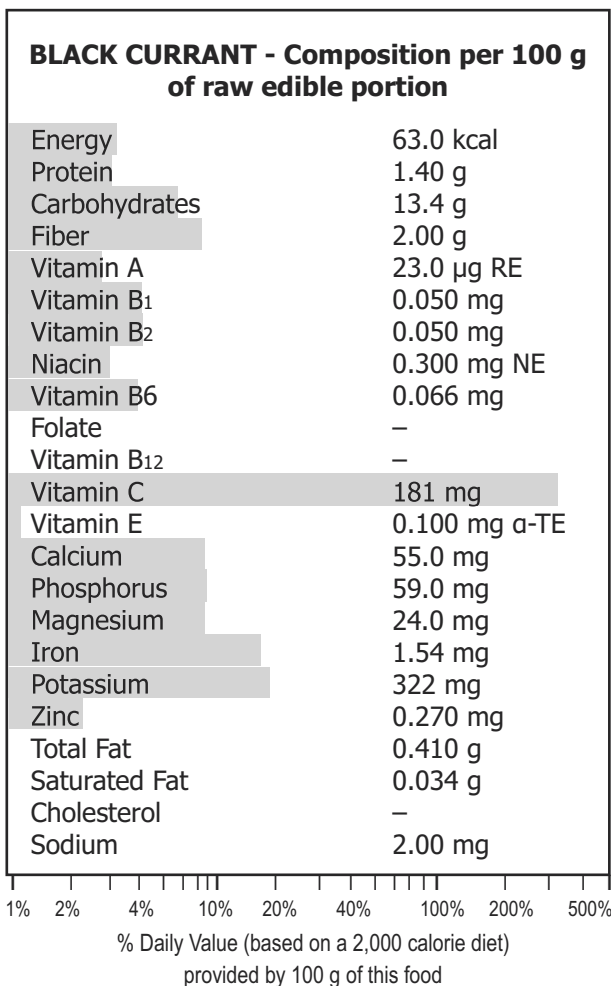 BLACK CURRANT - Composition per 100 g
of raw edible portion
Energy 63.0 kcal
Protein 1.40 g
Carbohydrates 13.4 g
Fiber 2.00 g
Vitamin A 23.0 µg RE
Vitamin B1 0.050 mg
Vitamin B2 0.050 mg
Niacin 0.300 mg NE
Vitamin B6 0.066 mg
Folate –
Vitamin B12 –
Vitamin C 181 mg
Vitamin E 0.100 mg α-TE
Calcium 55.0 mg
Phosphorus 59.0 mg
Magnesium 24.0 mg
Iron 1.54 mg
Potassium 322 mg
Zinc 0.270 mg
Total Fat 0.410 g
Saturated Fat 0.034 g
Cholesterol –
Sodium 2.00 mg
1% 2% 4% 10% 20% 40% 100% 200% 500%
% Daily Value (based on a 2,000 calorie diet)
provided by 100 g of this food